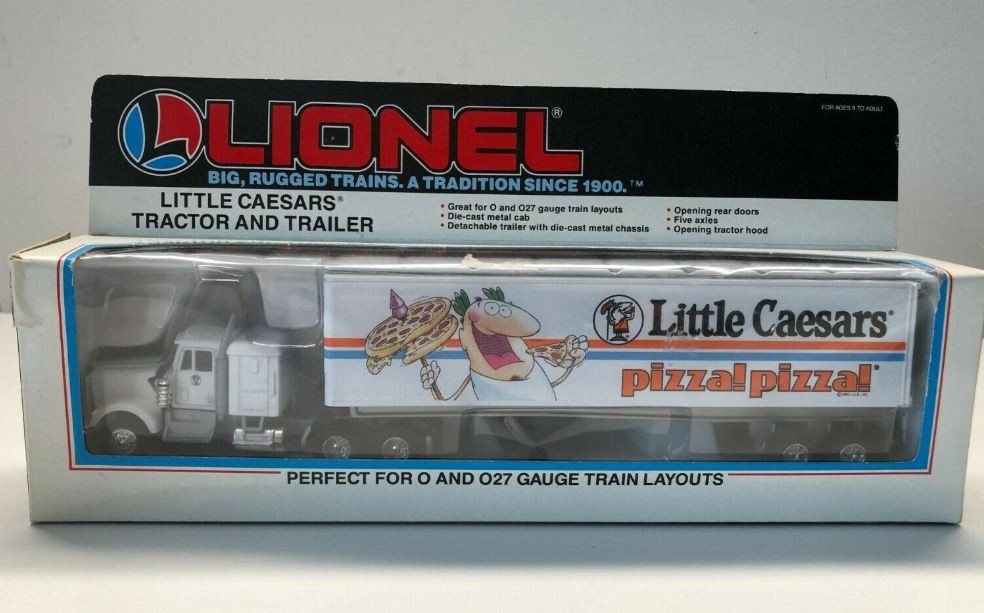 FOR AGES 8 TO ADULT.
LIONEL®
BIG, RUGGED TRAINS. A TRADITION SINCE 1900.™
LITTLE CAESARS®
TRACTOR AND TRAILER
• Great for O and O27 gauge train layouts
• Die-cast metal cab
• Detachable trailer with die-cast metal chassis
• Opening rear doors
• Five axles
• Opening tractor hood
Little Caesars®
pizza! pizza!®
PERFECT FOR O AND O27 GAUGE TRAIN LAYOUTS